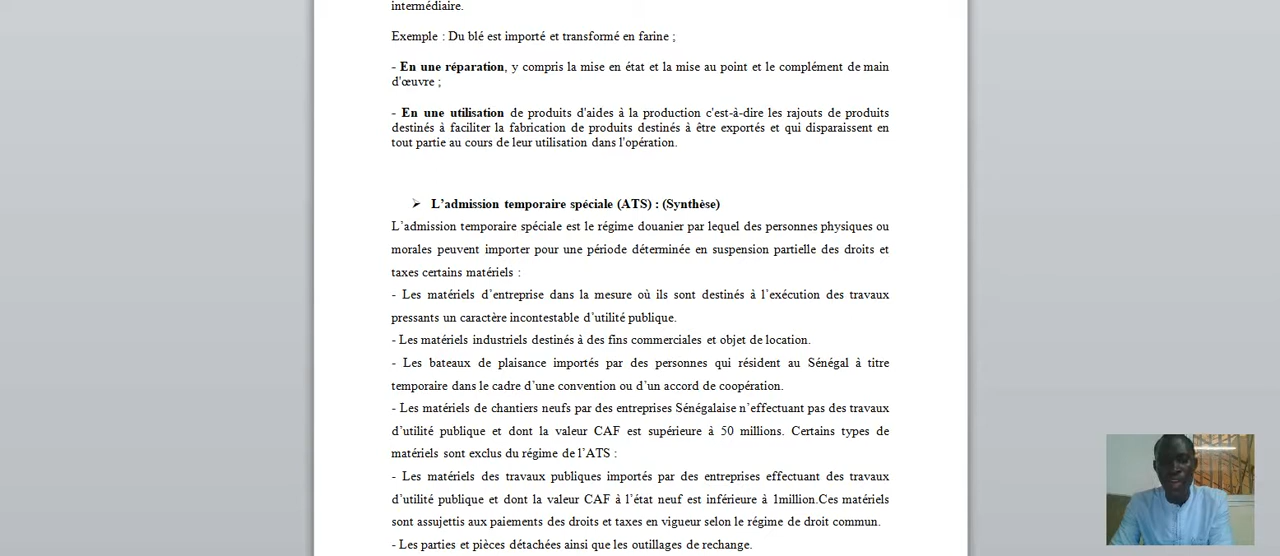 intermédiaire.
Exemple : Du blé est importé et transformé en farine ;
- En une réparation, y compris la mise en état et la mise au point et le complément de main
d'œuvre ;
- En une utilisation de produits d'aides à la production c'est-à-dire les rajouts de produits
destinés à faciliter la fabrication de produits destinés à être exportés et qui disparaissent en
tout partie au cours de leur utilisation dans l'opération.
➢ L’admission temporaire spéciale (ATS) : (Synthèse)
L’admission temporaire spéciale est le régime douanier par lequel des personnes physiques ou
morales peuvent importer pour une période déterminée en suspension partielle des droits et
taxes certains matériels :
- Les matériels d’entreprise dans la mesure où ils sont destinés à l’exécution des travaux
pressants un caractère incontestable d’utilité publique.
- Les matériels industriels destinés à des fins commerciales et objet de location.
- Les bateaux de plaisance importés par des personnes qui résident au Sénégal à titre
temporaire dans le cadre d’une convention ou d’un accord de coopération.
- Les matériels de chantiers neufs par des entreprises Sénégalaise n’effectuant pas des travaux
d’utilité publique et dont la valeur CAF est supérieure à 50 millions. Certains types de
matériels sont exclus du régime de l’ATS :
- Les matériels des travaux publiques importés par des entreprises effectuant des travaux
d’utilité publique et dont la valeur CAF à l’état neuf est inférieure à 1million.Ces matériels
sont assujettis aux paiements des droits et taxes en vigueur selon le régime de droit commun.
- Les parties et pièces détachées ainsi que les outillages de rechange.